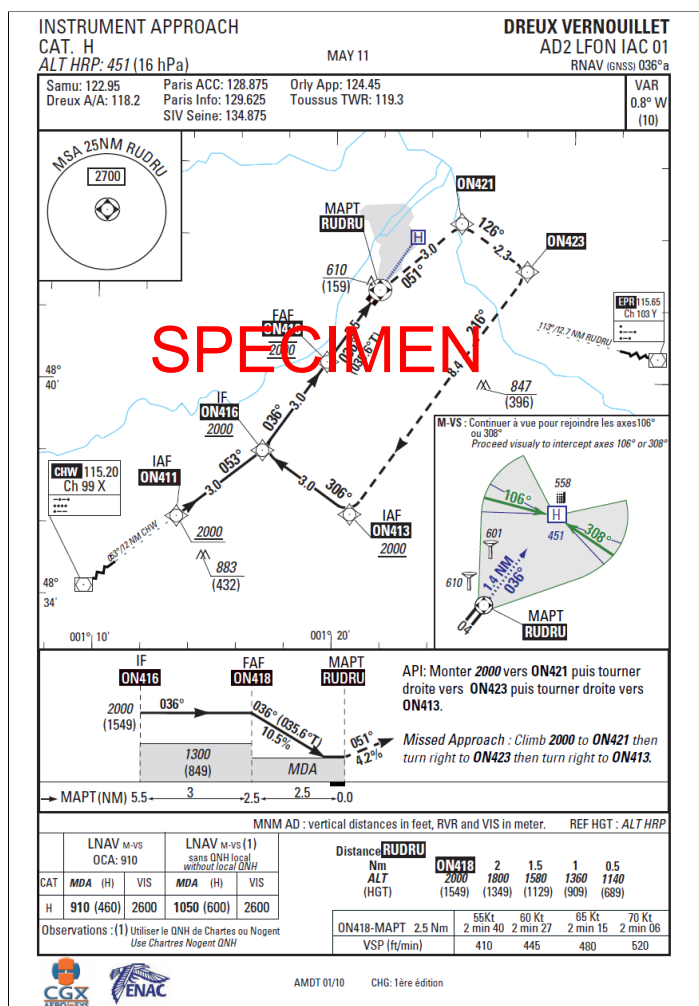 INSTRUMENT APPROACH
CAT. H
ALT HRP: 451 (16 hPa)
MAY 11
DREUX VERNOUILLET
AD2 LFON IAC 01
RNAV (GNSS) 036°a
Samu: 122.95
Dreux A/A: 118.2
Paris ACC: 128.875
Paris Info: 129.625
SIV Seine: 134.875
Orly App: 124.45
Toussus TWR: 119.3
VAR
0.8° W
(10)
MSA 25NM RUDRU
2700
ON421
MAPT
RUDRU
H
126°
2.3
ON423
3.0
051°
610
(159)
216°
8.4
EPR 115.65
Ch 103 Y
113°/12.7 NM RUDRU
FAF
2000
(035.6°T)
SPECIMEN
847
(396)
48°
40'
IF
ON416
2000
036°
3.0
IAF
ON411
053°
3.0
2000
306°
3.0
IAF
ON413
2000
CHW 115.20
Ch 99 X
053°/12 NM CHW
883
(432)
48°
34'
001° 10'
001° 20'
M-VS : Continuer à vue pour rejoindre les axes106°
ou 308°
Proceed visualy to intercept axes 106° or 308°
558
106°
H
451
308°
601
610
1.4 NM
036°
04
MAPT
RUDRU
IF
ON416
FAF
ON418
MAPT
RUDRU
2000
(1549)
036°
036° (035.6°T)
10.5%
051°
4.2%
1300
(849)
MDA
MAPT(NM) 5.5 3 2.5 2.5 0.0
API: Monter 2000 vers ON421 puis tourner
droite vers ON423 puis tourner droite vers
ON413.
Missed Approach : Climb 2000 to ON421 then
turn right to ON423 then turn right to ON413.
MNM AD : vertical distances in feet, RVR and VIS in meter. REF HGT : ALT HRP
LNAV M-VS
OCA: 910
LNAV M-VS (1)
sans QNH local
without local QNH
CAT MDA (H) VIS MDA (H) VIS
H 910 (460) 2600 1050 (600) 2600
Observations : (1) Utiliser le QNH de Chartes ou Nogent
Use Chartres Nogent QNH
Distance RUDRU
Nm ON418 2 1.5 1 0.5
ALT 2000 1800 1580 1360 1140
(HGT) (1549) (1349) (1129) (909) (689)
ON418-MAPT 2.5 Nm
55Kt 60 Kt 65 Kt 70 Kt
2 min 40 2 min 27 2 min 15 2 min 06
VSP (ft/min) 410 445 480 520
CGX
AERO in SYS
ENAC
AMDT 01/10 CHG: 1ère édition